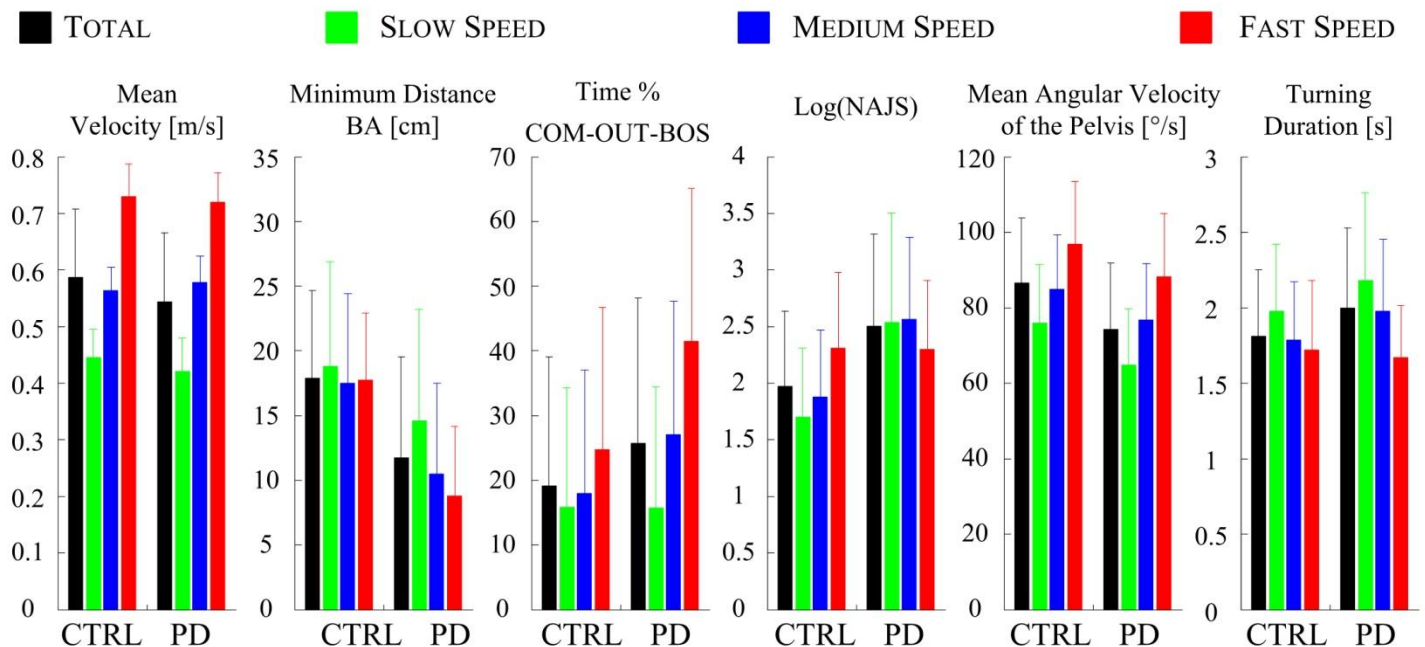 TOTAL
SLOW SPEED
MEDIUM SPEED
FAST SPEED
Mean
Velocity [m/s]
0.8
0.7
0.6
0.5
0.4
0.3
0.2
0.1
0
CTRL PD
Minimum Distance
BA [cm]
35
30
25
20
15
10
5
0
CTRL PD
Time %
COM-OUT-BOS
70
60
50
40
30
20
10
0
CTRL PD
Log(NAJS)
4
3.5
3
2.5
2
1.5
1
0.5
0
CTRL PD
Mean Angular Velocity
of the Pelvis [°/s]
120
100
80
60
40
20
0
CTRL PD
Turning
Duration [s]
3
2.5
2
1.5
1
0.5
0
CTRL PD